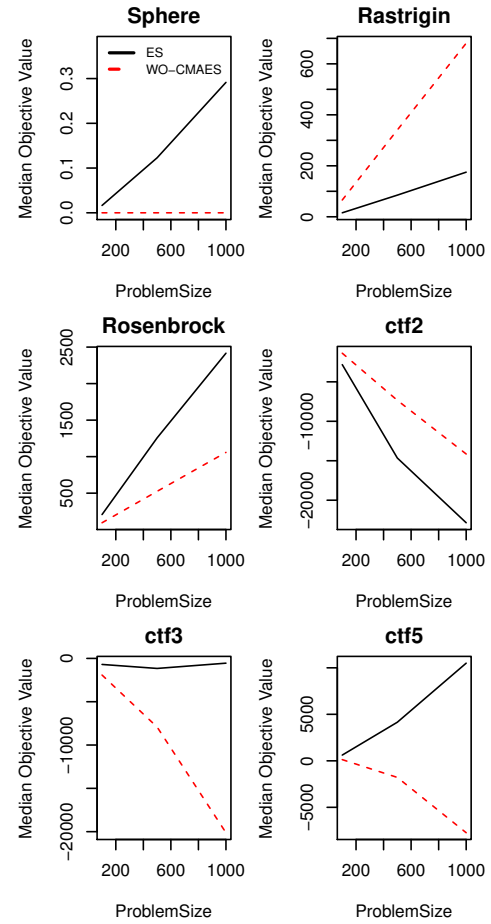 Sphere
Median Objective Value
0.0 0.1 0.2 0.3
ES
WO−CMAES
200 600 1000
ProblemSize
Rastrigin
Median Objective Value
0 200 400 600
200 600 1000
ProblemSize
Rosenbrock
Median Objective Value
500 1500 2500
200 600 1000
ProblemSize
ctf2
Median Objective Value
−20000 −10000
200 600 1000
ProblemSize
ctf3
Median Objective Value
−20000 −10000 0
200 600 1000
ProblemSize
ctf5
Median Objective Value
−5000 0 5000
200 600 1000
ProblemSize